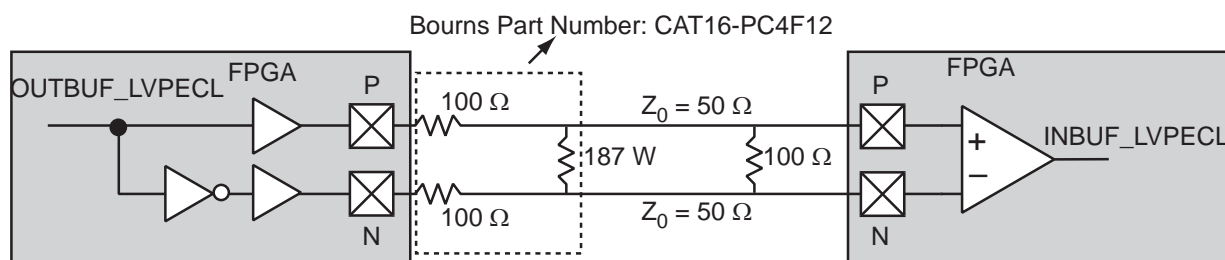 Bourns Part Number: CAT16-PC4F12
OUTBUF_LVPECL
FPGA
P
100 Ω
Z0 = 50 Ω
FPGA
P
187 W
100 Ω
+
−
INBUF_LVPECL
N
100 Ω
Z0 = 50 Ω
N